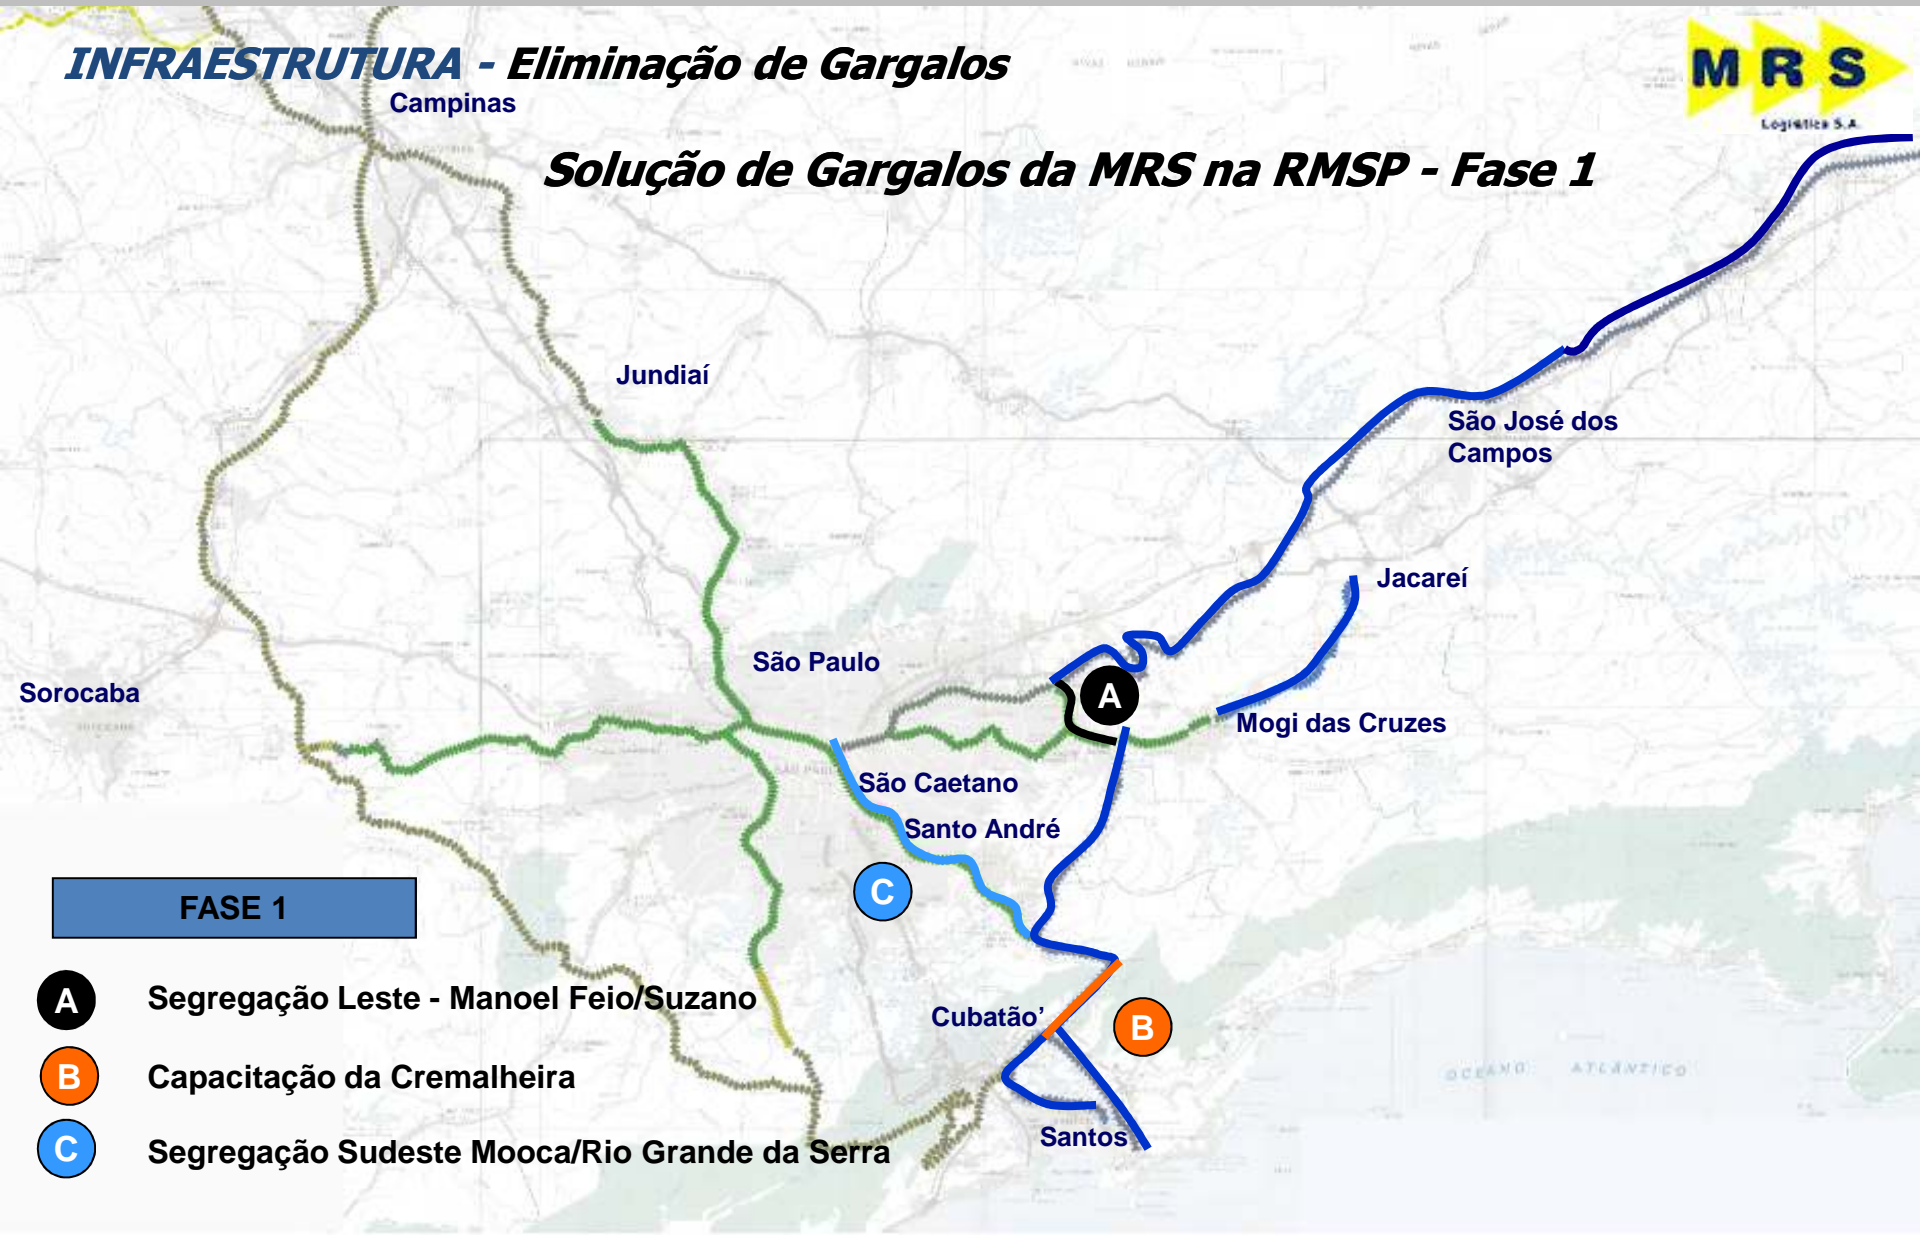 INFRAESTRUTURA - Eliminação de Gargalos
M R S
Logística S.A.
Campinas
Solução de Gargalos da MRS na RMSP - Fase 1
Jundiaí
São José dos
Campos
Jacareí
São Paulo
Sorocaba
A
Mogi das Cruzes
São Caetano
Santo André
C
FASE 1
A Segregação Leste - Manoel Feio/Suzano
Cubatão’
B
B Capacitação da Cremalheira
OCEANO ATLÂNTICO
Santos
C Segregação Sudeste Mooca/Rio Grande da Serra